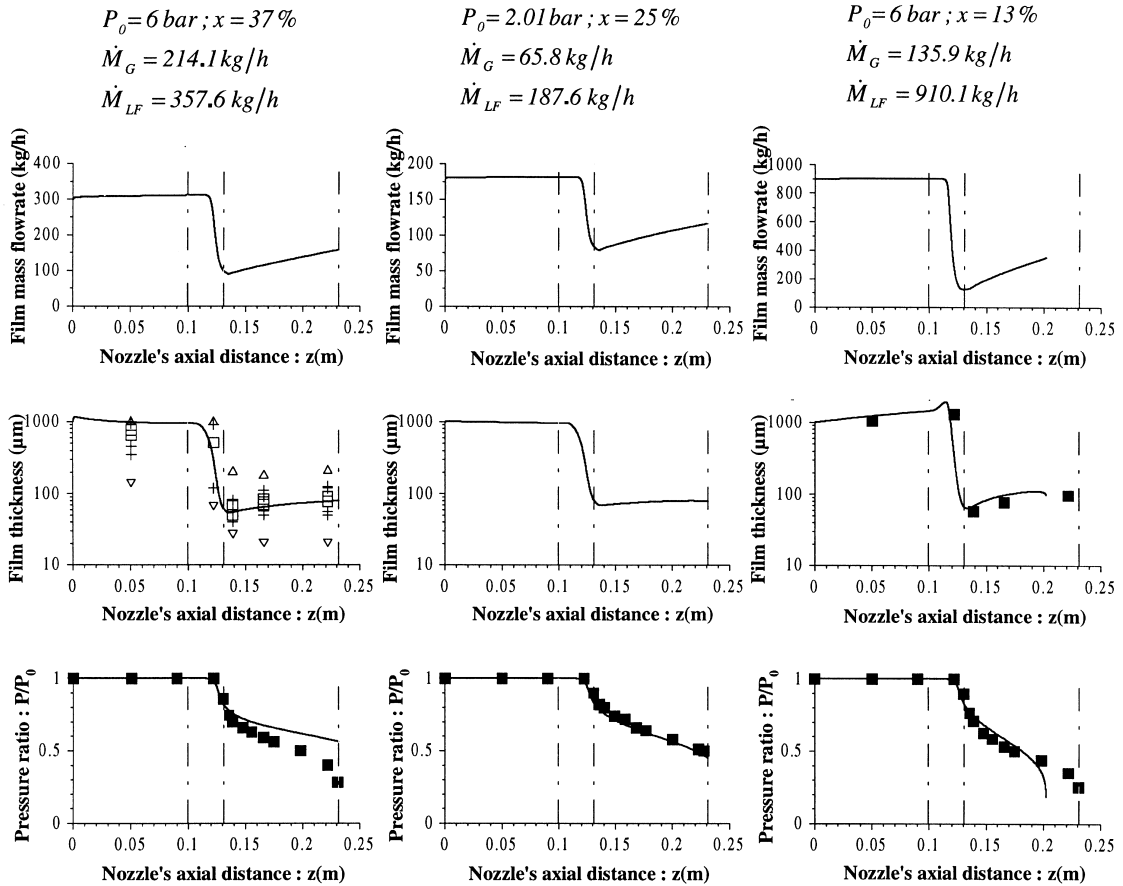 P₀ = 6 bar ; x = 37 %
Ṁ_G = 214.1 kg/h
Ṁ_LF = 357.6 kg/h
P₀ = 2.01 bar ; x = 25 %
Ṁ_G = 65.8 kg/h
Ṁ_LF = 187.6 kg/h
P₀ = 6 bar ; x = 13 %
Ṁ_G = 135.9 kg/h
Ṁ_LF = 910.1 kg/h
Film mass flowrate (kg/h)
400
300
200
100
0
0 0.05 0.1 0.15 0.2 0.25
Nozzle's axial distance : z(m)
Film mass flowrate (kg/h)
200
150
100
50
0
0 0.05 0.1 0.15 0.2 0.25
Nozzle's axial distance : z(m)
Film mass flowrate (kg/h)
1000
800
600
400
200
0
0 0.05 0.1 0.15 0.2 0.25
Nozzle's axial distance : z(m)
Film thickness (µm)
1000
100
10
0 0.05 0.1 0.15 0.2 0.25
Nozzle's axial distance : z(m)
Film thickness (µm)
1000
100
10
0 0.05 0.1 0.15 0.2 0.25
Nozzle's axial distance : z(m)
Film thickness (µm)
1000
100
10
0 0.05 0.1 0.15 0.2 0.25
Nozzle's axial distance : z(m)
Pressure ratio : P/P₀
1
0.5
0
0 0.05 0.1 0.15 0.2 0.25
Nozzle's axial distance : z(m)
Pressure ratio : P/P₀
1
0.5
0
0 0.05 0.1 0.15 0.2 0.25
Nozzle's axial distance : z(m)
Pressure ratio : P/P₀
1
0.5
0
0 0.05 0.1 0.15 0.2 0.25
Nozzle's axial distance : z(m)